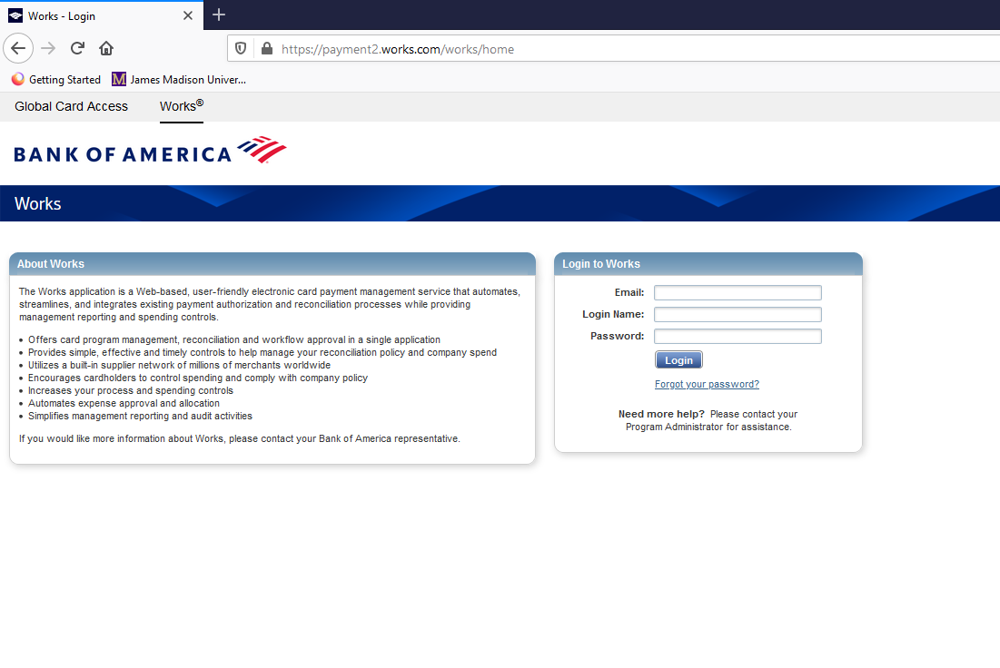 Works - Login
https://payment2.works.com/works/home
Getting Started
M James Madison Univer...
Global Card Access
Works®
BANK OF AMERICA
Works
About Works
The Works application is a Web-based, user-friendly electronic card payment management service that automates,
streamlines, and integrates existing payment authorization and reconciliation processes while providing
management reporting and spending controls.
• Offers card program management, reconciliation and workflow approval in a single application
• Provides simple, effective and timely controls to help manage your reconciliation policy and company spend
• Utilizes a built-in supplier network of millions of merchants worldwide
• Encourages cardholders to control spending and comply with company policy
• Increases your process and spending controls
• Automates expense approval and allocation
• Simplifies management reporting and audit activities
If you would like more information about Works, please contact your Bank of America representative.
Login to Works
Email:
Login Name:
Password:
Login
Forgot your password?
Need more help? Please contact your
Program Administrator for assistance.